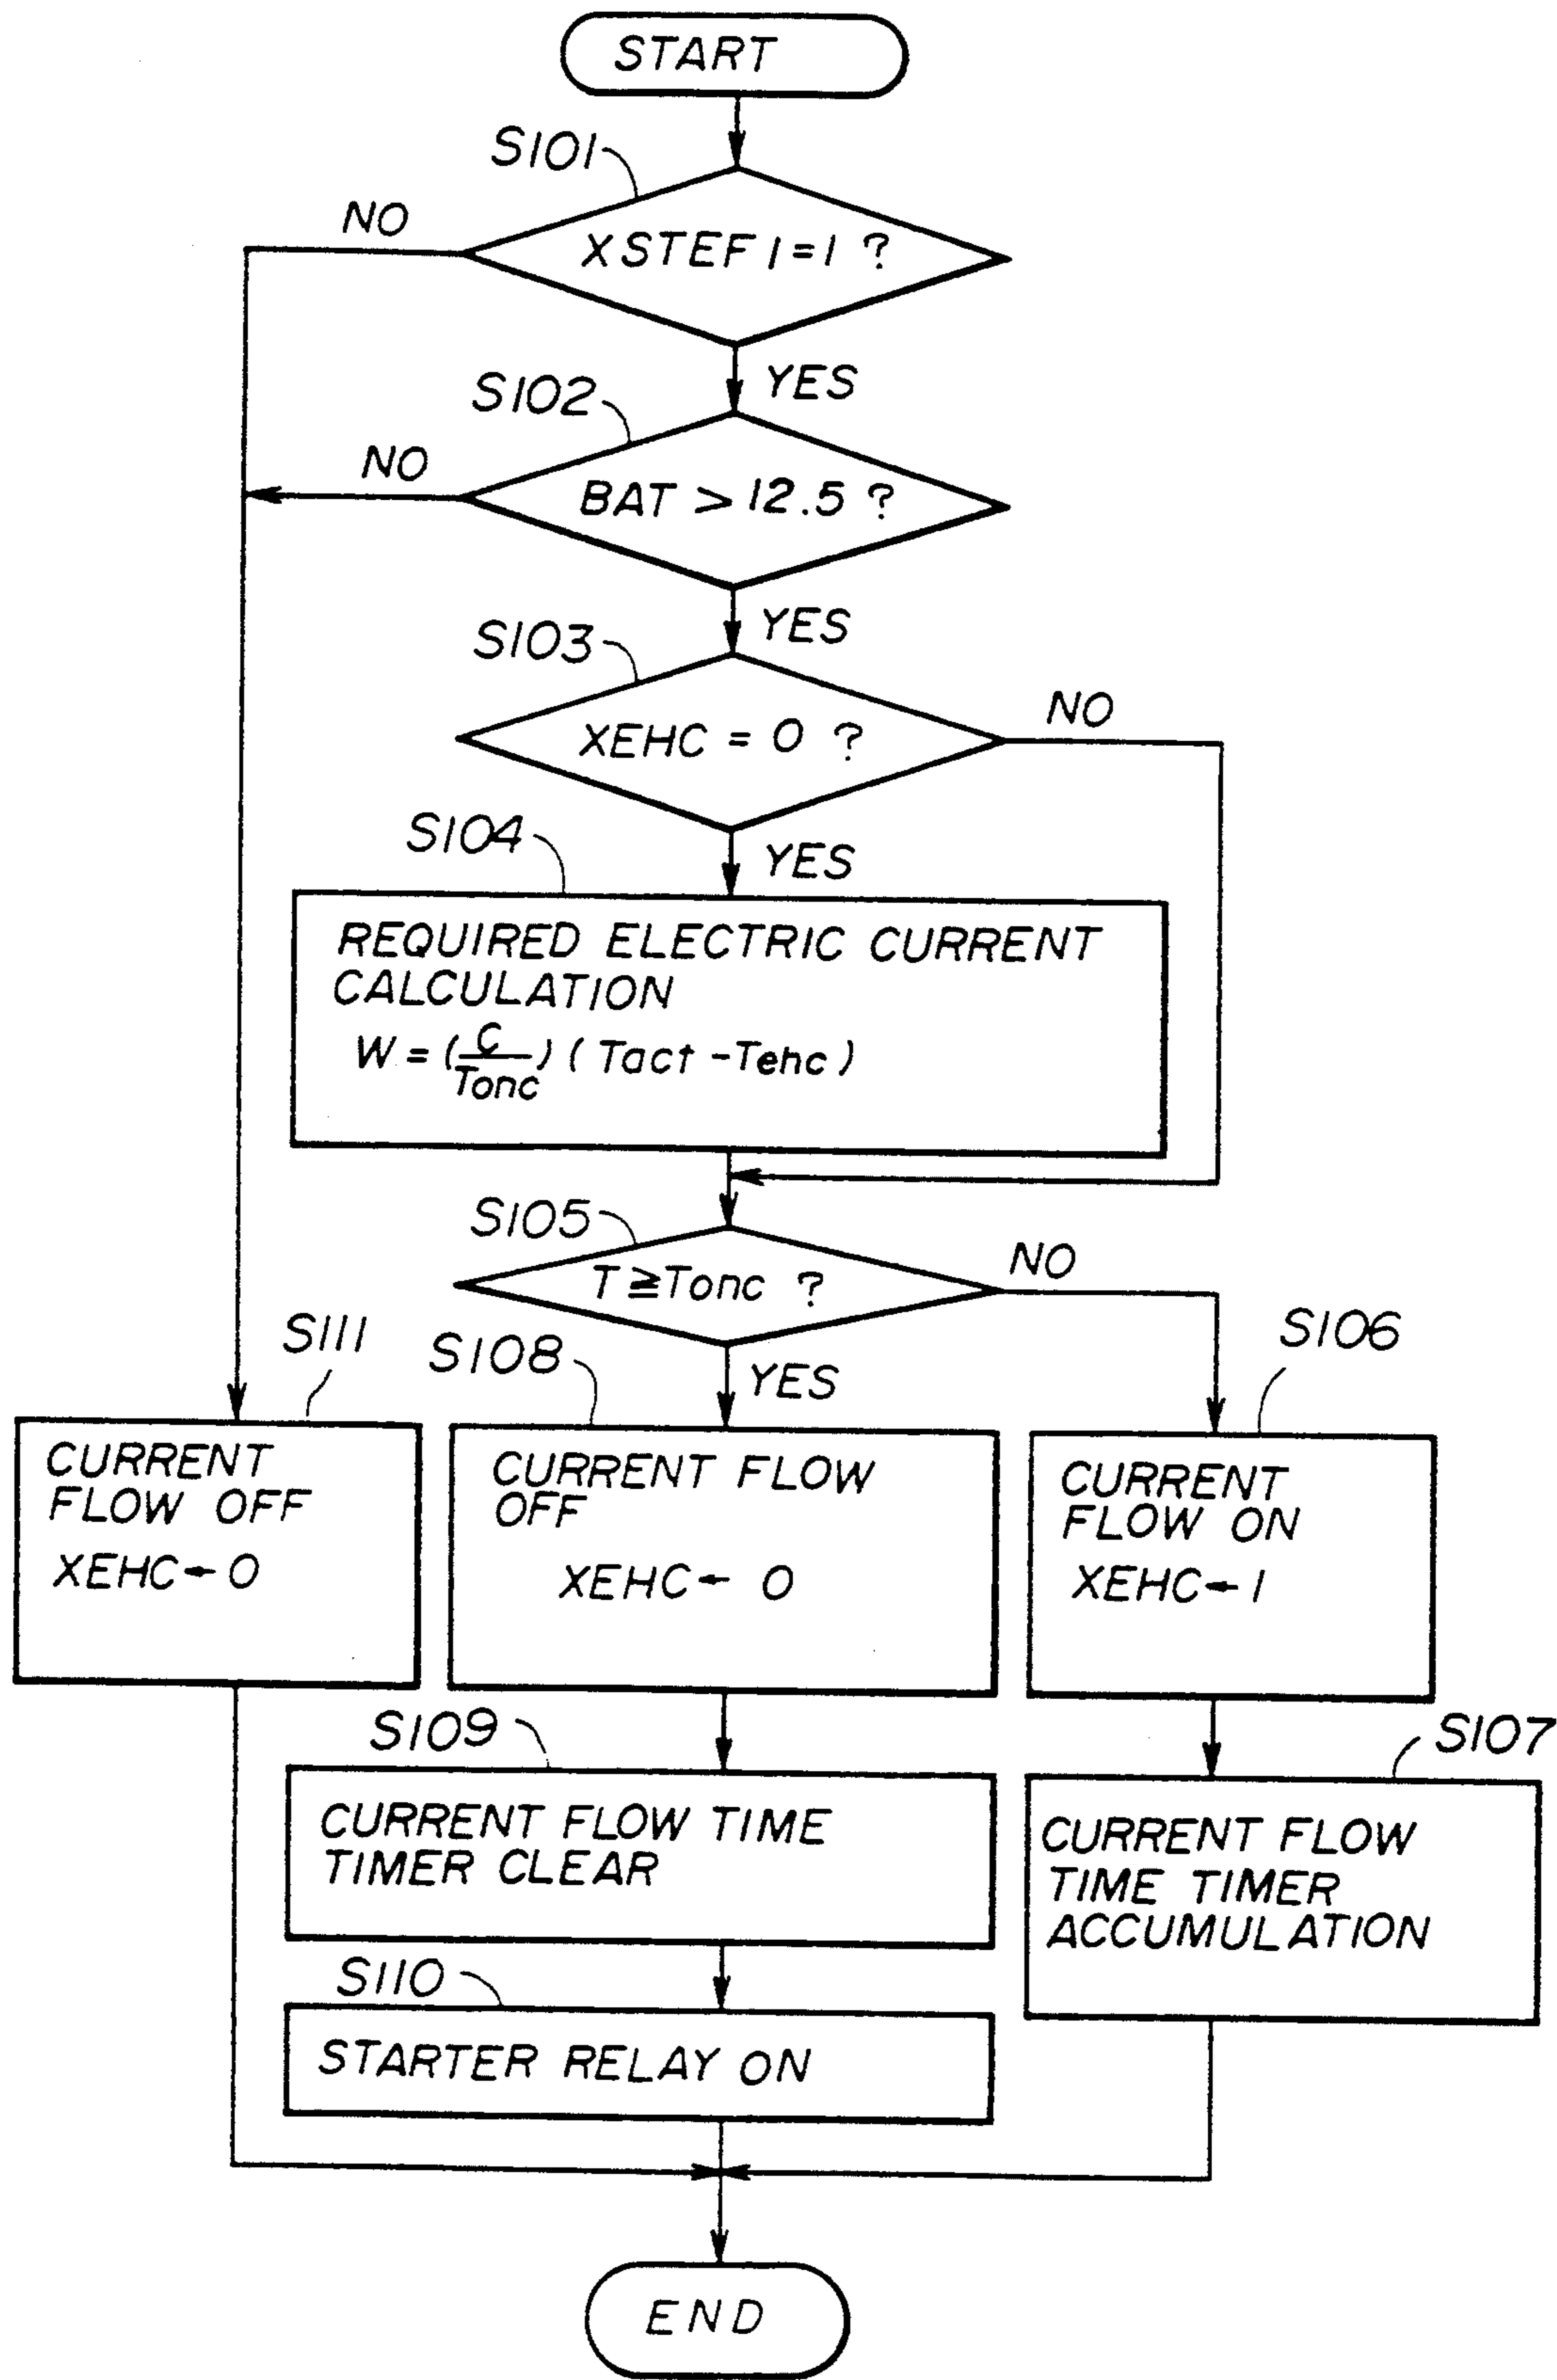 START
S101
NO
XSTEF1=1 ?
YES
S102
NO
BAT > 12.5 ?
YES
S103
NO
XEHC = 0 ?
S104
YES
REQUIRED ELECTRIC CURRENT
CALCULATION
W = (C/Tonc) (Tact - Tehc)
S105
NO
T ≧ Tonc ?
S111
S108
YES
S106
CURRENT
FLOW OFF
XEHC ← 0
CURRENT FLOW
OFF
XEHC ← 0
CURRENT
FLOW ON
XEHC ← 1
S109
S107
CURRENT FLOW TIME
TIMER CLEAR
CURRENT FLOW
TIME TIMER
ACCUMULATION
S110
STARTER RELAY ON
END